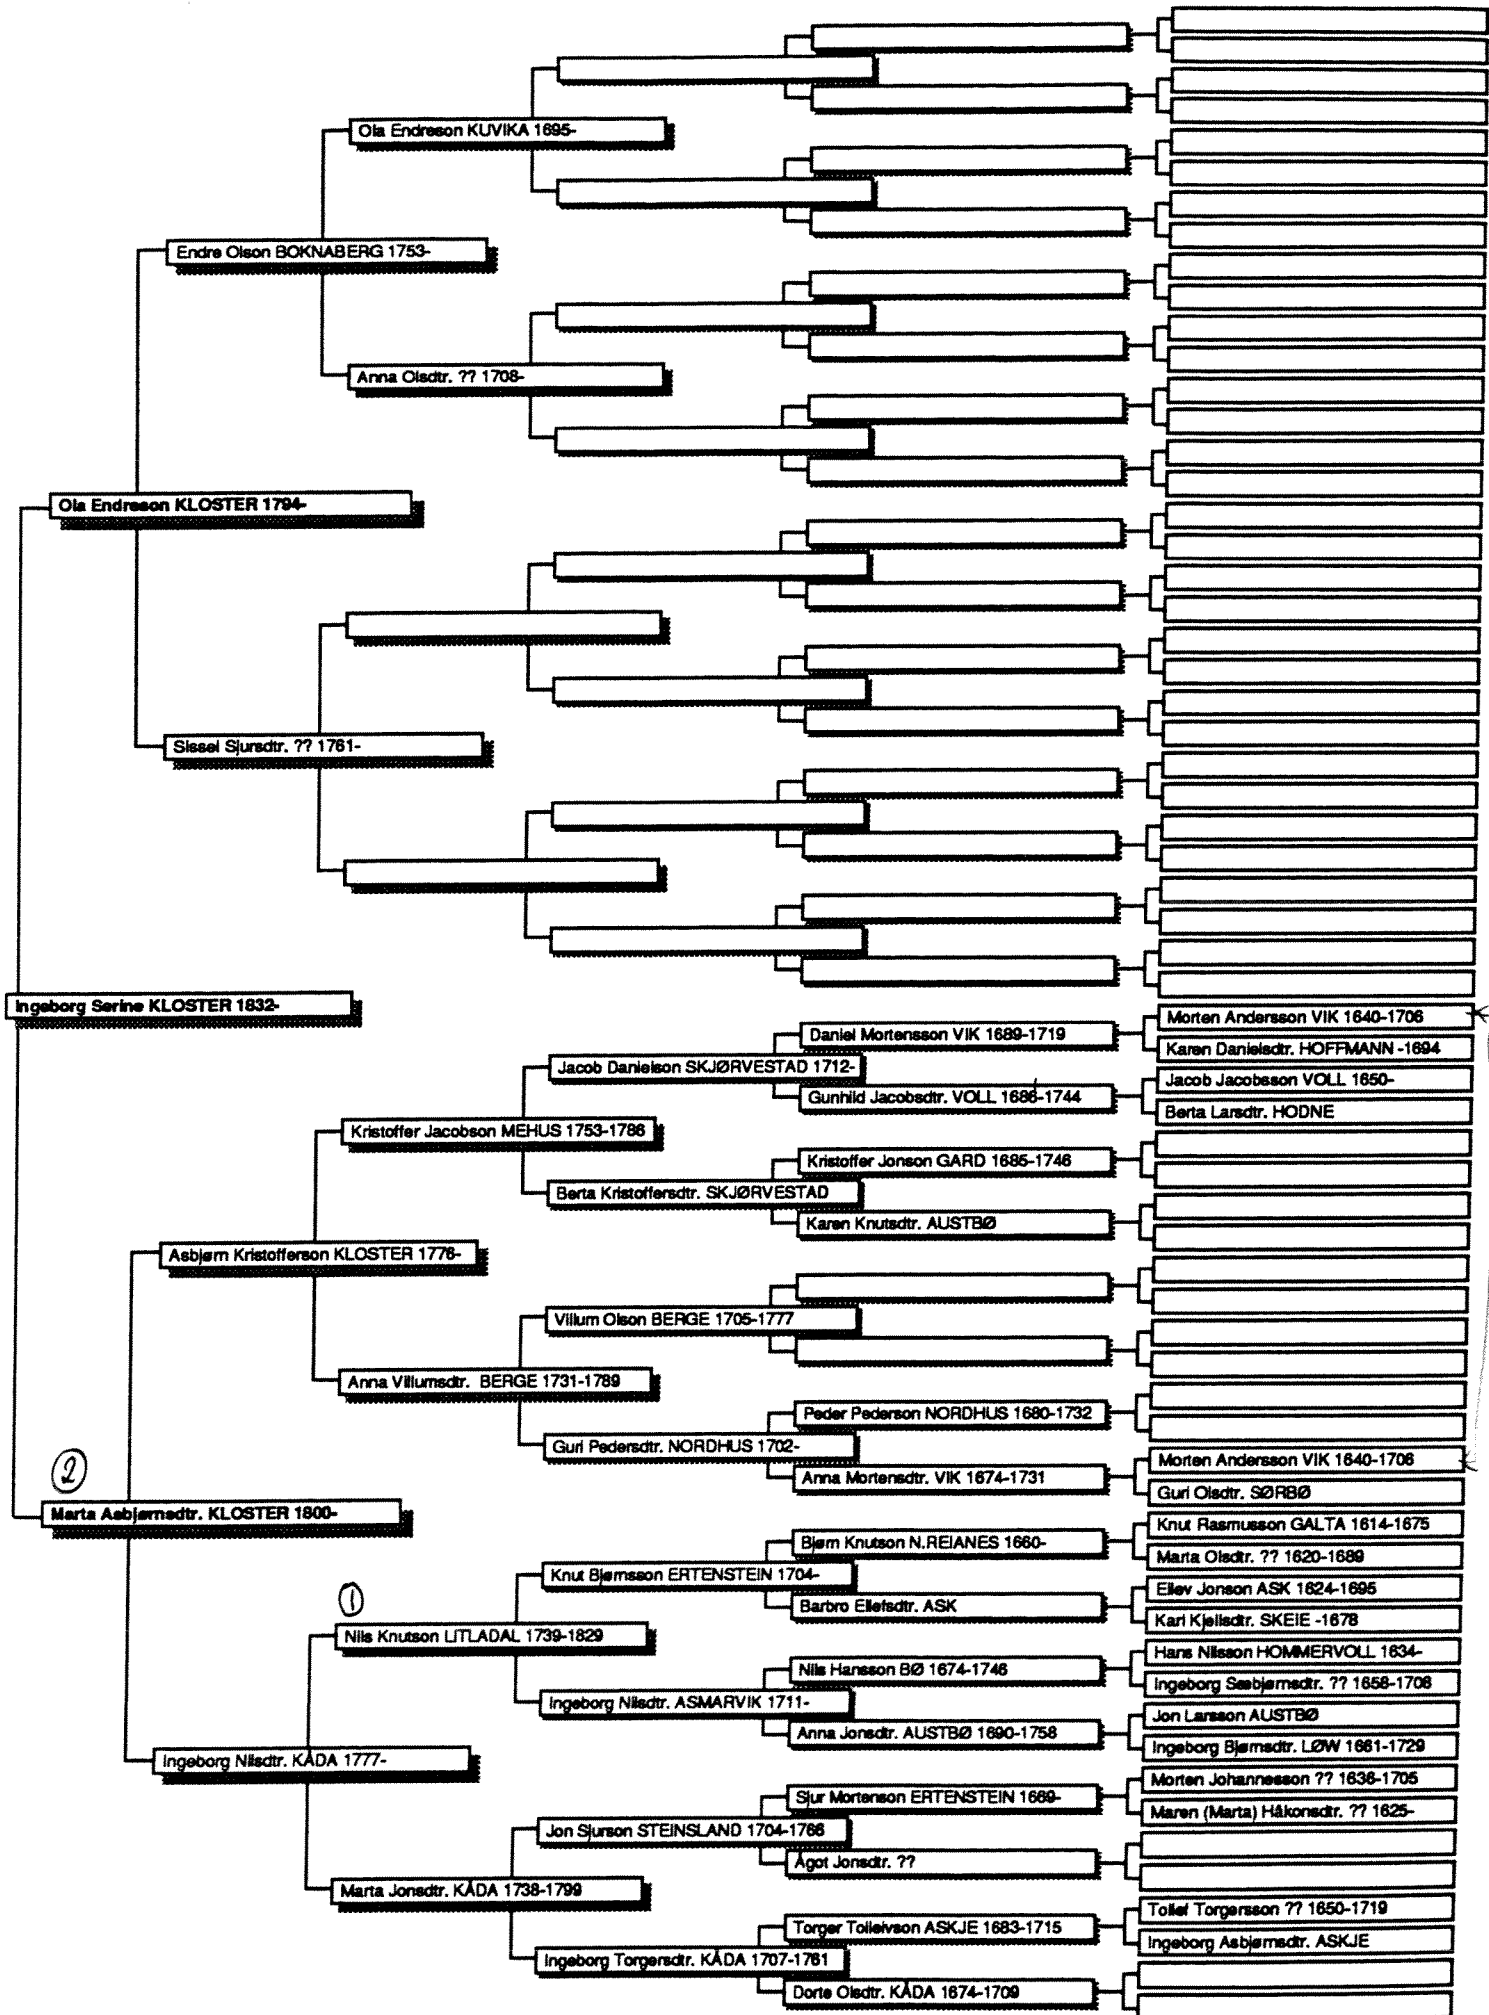 Ola Endreson KUVIKA 1695-
Endre Olson BOKNABERG 1753-
Anna Olsdtr. ?? 1708-
Ola Endreson KLOSTER 1794-
Sissel Sjursdtr. ?? 1761-
Ingeborg Serine KLOSTER 1832-
Morten Andersson VIK 1640-1706
Daniel Mortensson VIK 1689-1719
Karen Danielsdtr. HOFFMANN -1694
Jacob Danielson SKJØRVESTAD 1712-
Jacob Jacobsson VOLL 1650-
Gunhild Jacobsdtr. VOLL 1686-1744
Berta Larsdtr. HODNE
Kristoffer Jacobson MEHUS 1753-1786
Kristoffer Jonson GARD 1685-1746
Berta Kristoffersdtr. SKJØRVESTAD
Karen Knutsdtr. AUSTBØ
Asbjørn Kristofferson KLOSTER 1776-
Villum Olson BERGE 1705-1777
Anna Villumsdtr. BERGE 1731-1789
Peder Pederson NORDHUS 1680-1732
Guri Pedersdtr. NORDHUS 1702-
Morten Andersson VIK 1640-1706
Anna Mortensdtr. VIK 1674-1731
Guri Olsdtr. SØRBØ
2
Marta Asbjørnsdtr. KLOSTER 1800-
Knut Rasmusson GALTA 1614-1675
Bjørn Knutson N.REIANES 1660-
Marta Olsdtr. ?? 1620-1689
Knut Bjørnsson ERTENSTEIN 1704-
Eilev Jonson ASK 1624-1695
Barbro Ellefsdtr. ASK
Kari Kjellsdtr. SKEIE -1678
1
Nils Knutson LITLADAL 1739-1829
Hans Nilsson HOMMERVOLL 1634-
Nils Hansson BØ 1674-1746
Ingeborg Sæbjørnsdtr. ?? 1658-1708
Ingeborg Nilsdtr. ASMARVIK 1711-
Jon Larsson AUSTBØ
Anna Jonsdtr. AUSTBØ 1690-1758
Ingeborg Bjørnsdtr. LØW 1661-1729
Ingeborg Nilsdtr. KÅDA 1777-
Morten Johannesson ?? 1636-1705
Sjur Mortenson ERTENSTEIN 1669-
Maren (Marta) Håkonsdtr. ?? 1625-
Jon Sjurson STEINSLAND 1704-1766
Ågot Jonsdtr. ??
Marta Jonsdtr. KÅDA 1738-1799
Tollef Torgersson ?? 1650-1719
Torger Tolleivson ASKJE 1683-1715
Ingeborg Asbjørnsdtr. ASKJE
Ingeborg Torgersdtr. KÅDA 1707-1761
Dorte Olsdtr. KÅDA 1674-1709